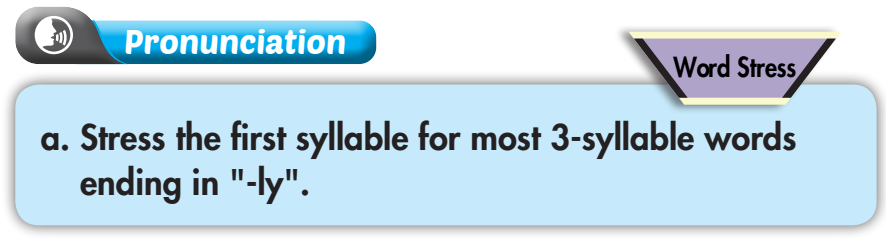 Pronunciation
Word Stress
a. Stress the first syllable for most 3-syllable words
ending in "-ly".